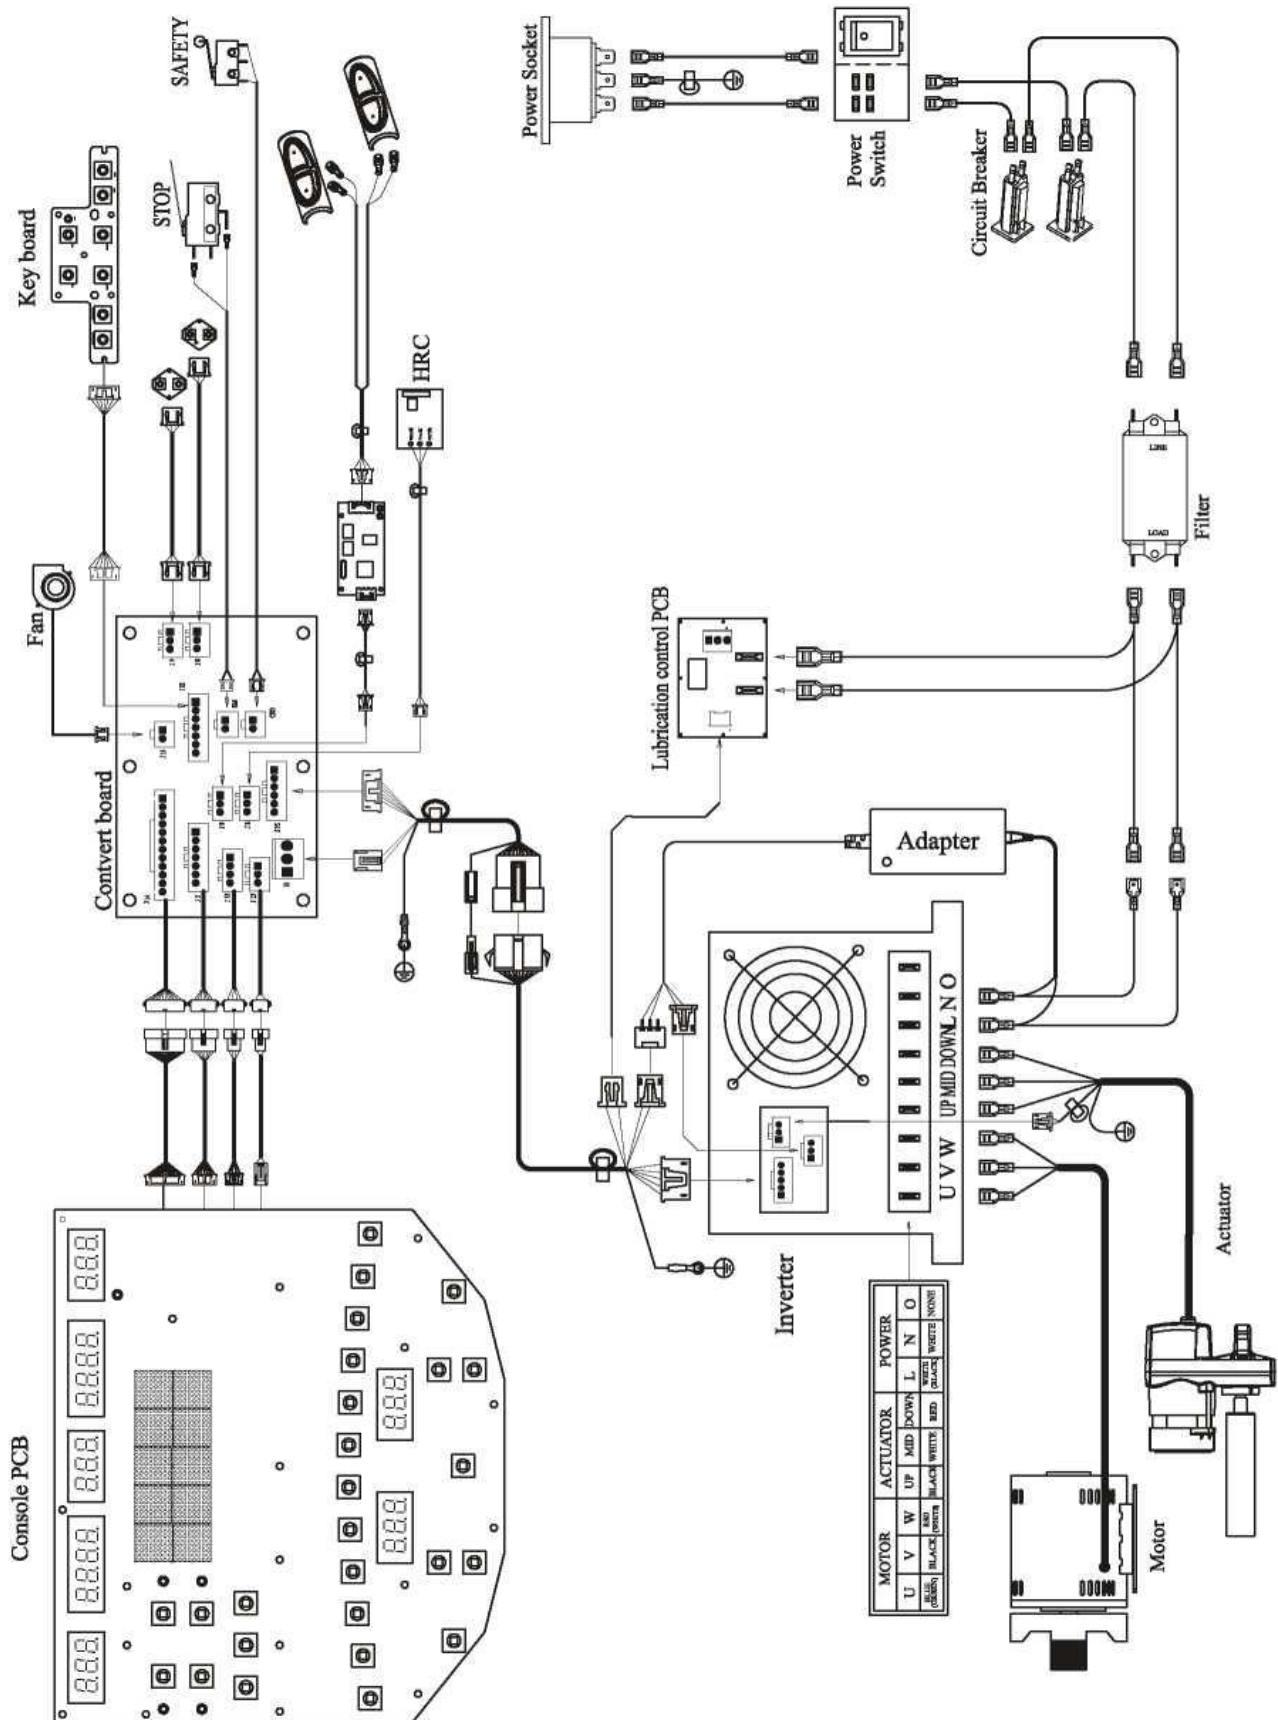 Key board
STOP
SAFETY
Fan
Contvert board
HRC
Power Socket
Power
Switch
Circuit Breaker
Filter
LINE
LOAD
Lubrication control PCB
Adapter
Inverter
U V W UP MID DOWN L N O
Console PCB
MOTOR ACTUATOR POWER
U V W UP MID DOWN L N O
BLACK RED (WHITE) BLACK WHITE RED WHITE (BLACK) WHITE NONE
Motor
Actuator